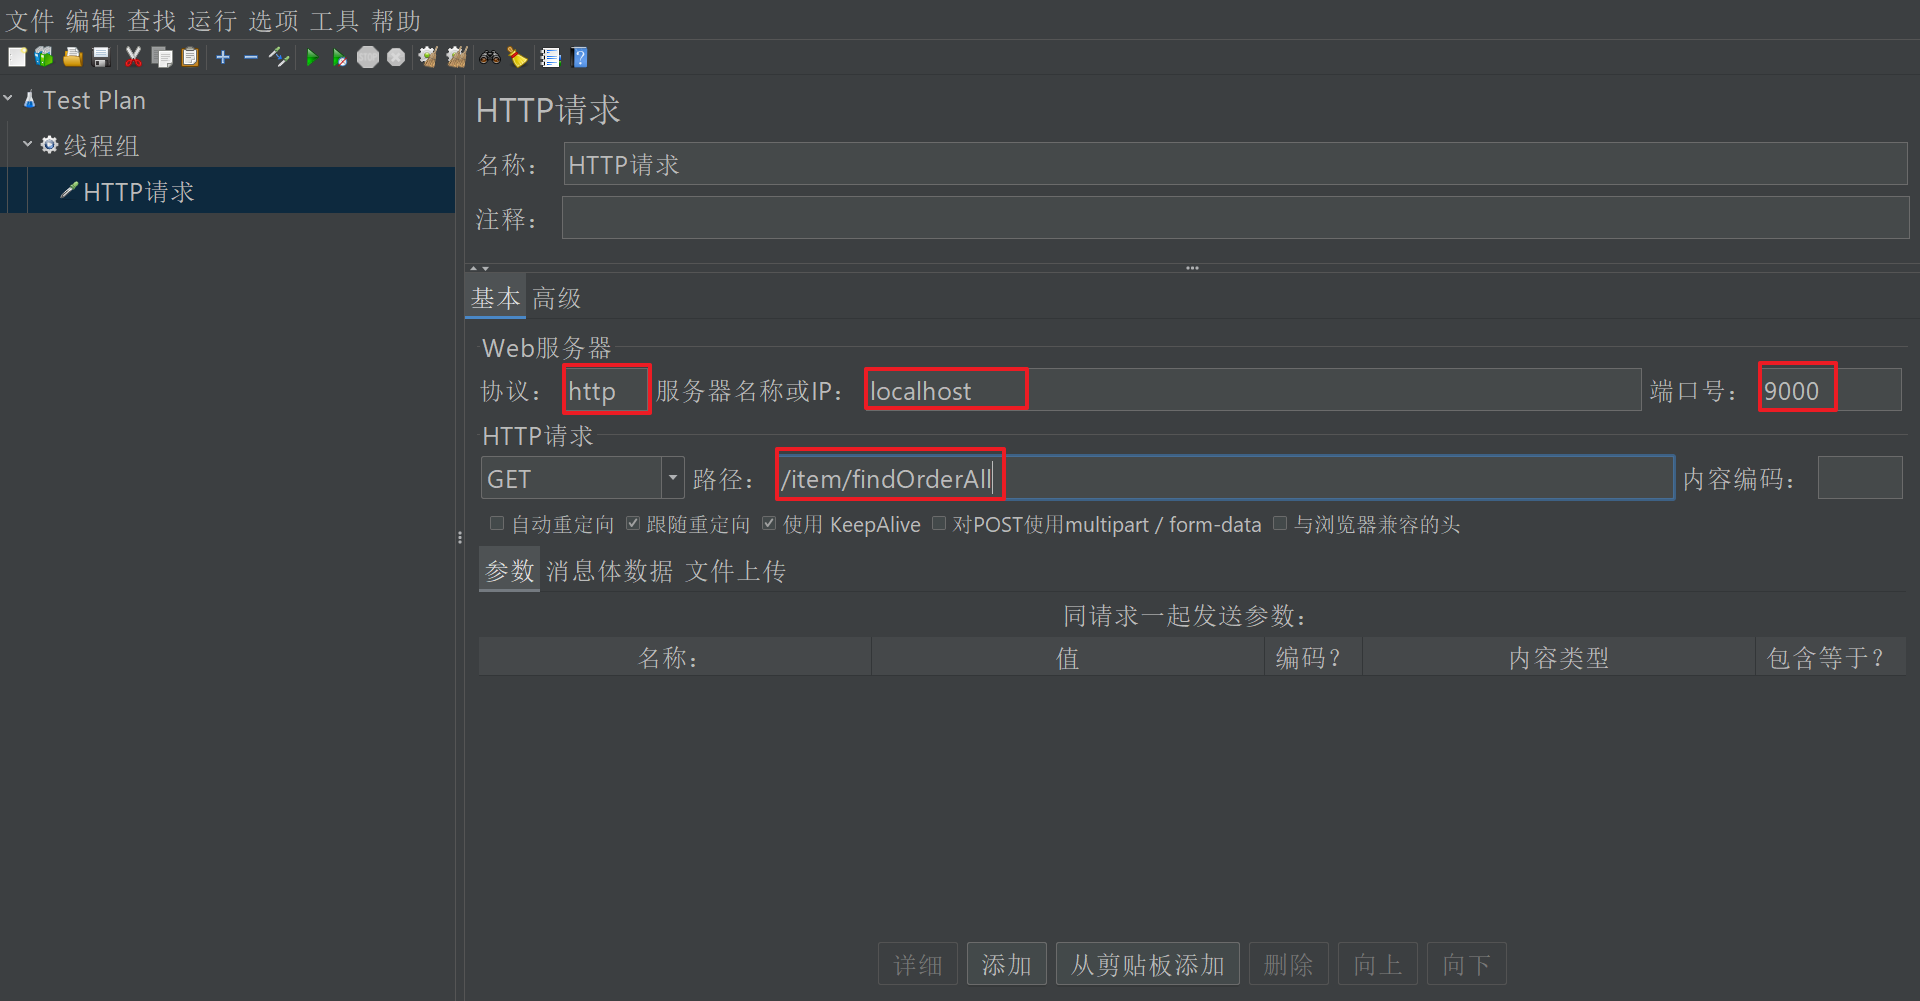 文件 编辑 查找 运行 选项 工具 帮助
Test Plan
线程组
HTTP请求
HTTP请求
名称： HTTP请求
注释：
基本 高级
Web服务器
协议： http 服务器名称或IP： localhost 端口号： 9000
HTTP请求
GET 路径： /item/findOrderAll 内容编码：
自动重定向 跟随重定向 使用 KeepAlive 对POST使用multipart / form-data 与浏览器兼容的头
参数 消息体数据 文件上传
同请求一起发送参数：
名称： 值 编码？ 内容类型 包含等于？
详细 添加 从剪贴板添加 删除 向上 向下